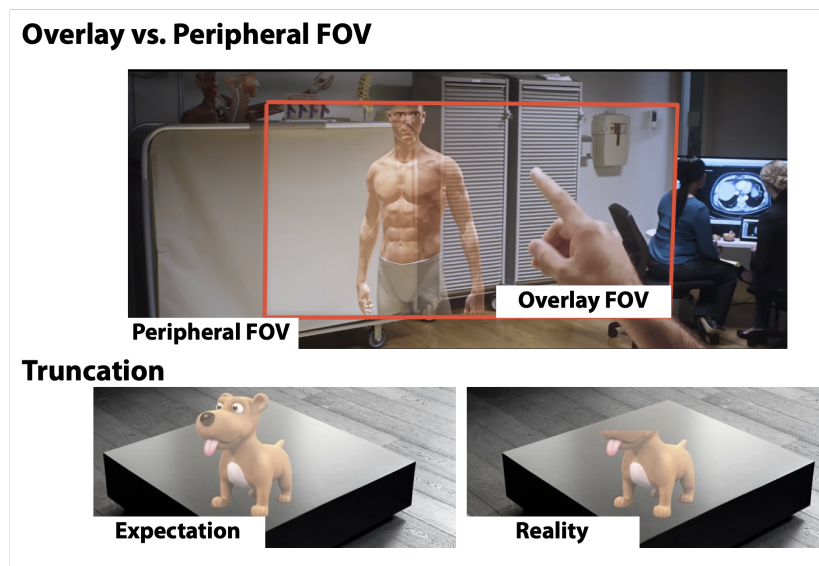 Overlay vs. Peripheral FOV
Overlay FOV
Peripheral FOV
Truncation
Expectation
Reality